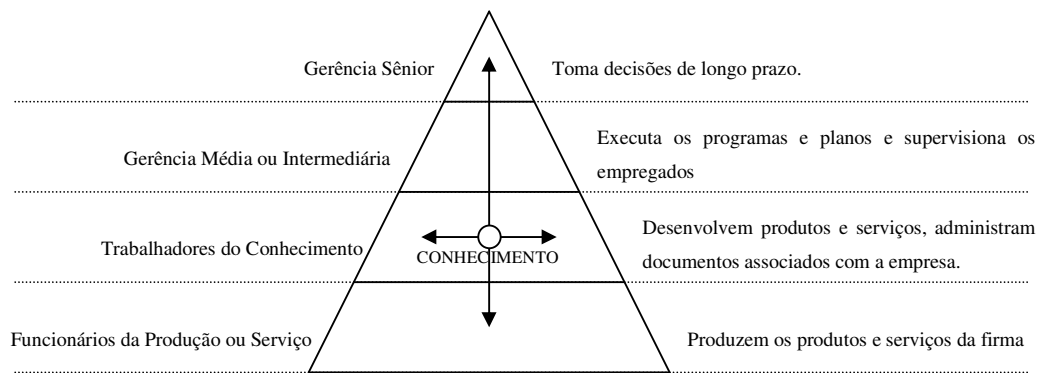 Gerência Sênior
Toma decisões de longo prazo.
Gerência Média ou Intermediária
Executa os programas e planos e supervisiona os
empregados
Trabalhadores do Conhecimento
CONHECIMENTO
Desenvolvem produtos e serviços, administram
documentos associados com a empresa.
Funcionários da Produção ou Serviço
Produzem os produtos e serviços da firma